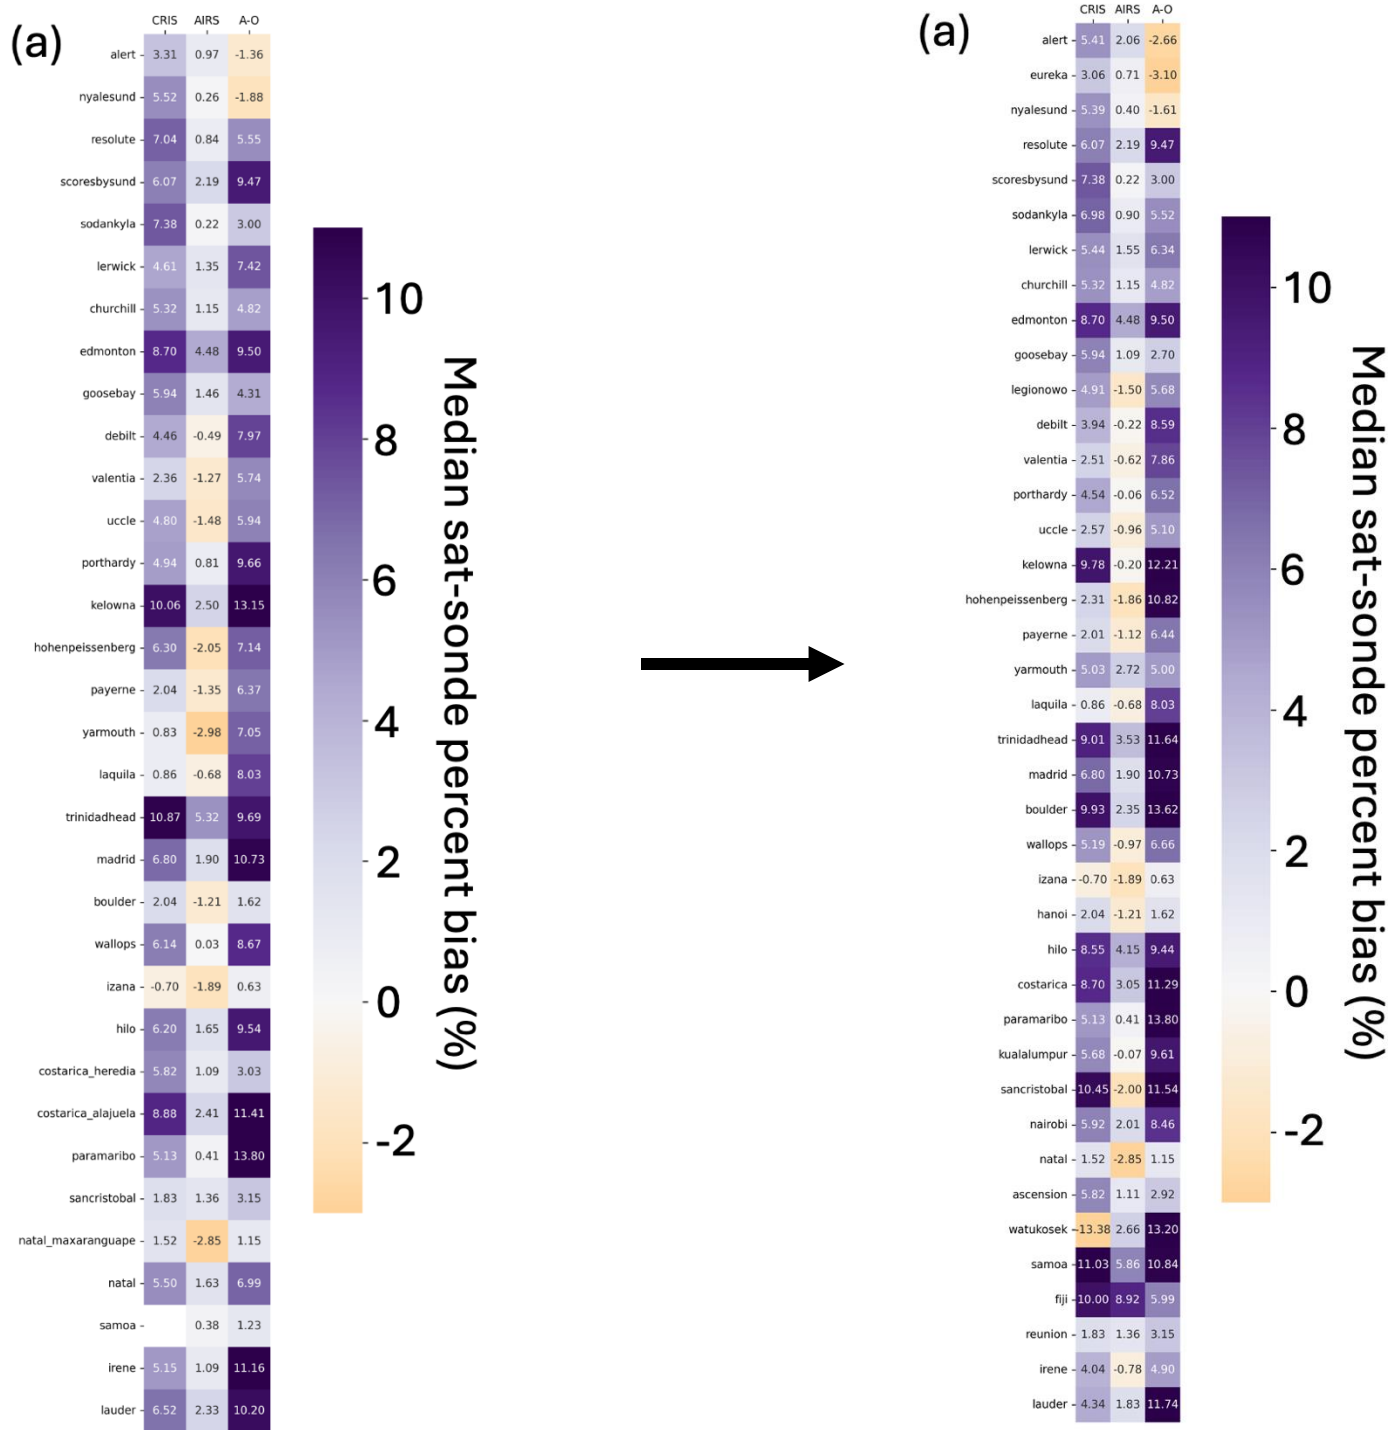 (a)
CRIS AIRS A-O
alert 3.31 0.97 -1.36
nyalesund 5.52 0.26 -1.88
resolute 7.04 0.84 5.55
scoresbysund 6.07 2.19 9.47
sodankyla 7.38 0.22 3.00
lerwick 4.61 1.35 7.42
churchill 5.32 1.15 4.82
edmonton 8.70 4.48 9.50
goosebay 5.94 1.46 4.31
debilt 4.46 -0.49 7.97
valentia 2.36 -1.27 5.74
uccle 4.80 -1.48 5.94
porthardy 4.94 0.81 9.66
kelowna 10.06 2.50 13.15
hohenpeissenberg 6.30 -2.05 7.14
payerne 2.04 -1.35 6.37
yarmouth 0.83 -2.98 7.05
laquila 0.86 -0.68 8.03
trinidadhead 10.87 5.32 9.69
madrid 6.80 1.90 10.73
boulder 2.04 -1.21 1.62
wallops 6.14 0.03 8.67
izana -0.70 -1.89 0.63
hilo 6.20 1.65 9.54
costarica_heredia 5.82 1.09 3.03
costarica_alajuela 8.88 2.41 11.41
paramaribo 5.13 0.41 13.80
sancristobal 1.83 1.36 3.15
natal_maxaranguape 1.52 -2.85 1.15
natal 5.50 1.63 6.99
samoa 0.38 1.23
irene 5.15 1.09 11.16
lauder 6.52 2.33 10.20
10
8
6
4
2
0
-2
Median sat-sonde percent bias (%)
(a)
CRIS AIRS A-O
alert 5.41 2.06 -2.66
eureka 3.06 0.71 -3.10
nyalesund 5.39 0.40 -1.61
resolute 6.07 2.19 9.47
scoresbysund 7.38 0.22 3.00
sodankyla 6.98 0.90 5.52
lerwick 5.44 1.55 6.34
churchill 5.32 1.15 4.82
edmonton 8.70 4.48 9.50
goosebay 5.94 1.09 2.70
legionowo 4.91 -1.50 5.68
debilt 3.94 -0.22 8.59
valentia 2.51 -0.62 7.86
porthardy 4.54 -0.06 6.52
uccle 2.57 -0.96 5.10
kelowna 9.78 -0.20 12.21
hohenpeissenberg 2.31 -1.86 10.82
payerne 2.01 -1.12 6.44
yarmouth 5.03 2.72 5.00
laquila 0.86 -0.68 8.03
trinidadhead 9.01 3.53 11.64
madrid 6.80 1.90 10.73
boulder 9.93 2.35 13.62
wallops 5.19 -0.97 6.66
izana -0.70 -1.89 0.63
hanoi 2.04 -1.21 1.62
hilo 8.55 4.15 9.44
costarica 8.70 3.05 11.29
paramaribo 5.13 0.41 13.80
kualalumpur 5.68 -0.07 9.61
sancristobal 10.45 -2.00 11.54
nairobi 5.92 2.01 8.46
natal 1.52 -2.85 1.15
ascension 5.82 1.11 2.92
watukosek -13.38 2.66 13.20
samoa 11.03 5.86 10.84
fiji 10.00 8.92 5.99
reunion 1.83 1.36 3.15
irene 4.04 -0.78 4.90
lauder 4.34 1.83 11.74
10
8
6
4
2
0
-2
Median sat-sonde percent bias (%)